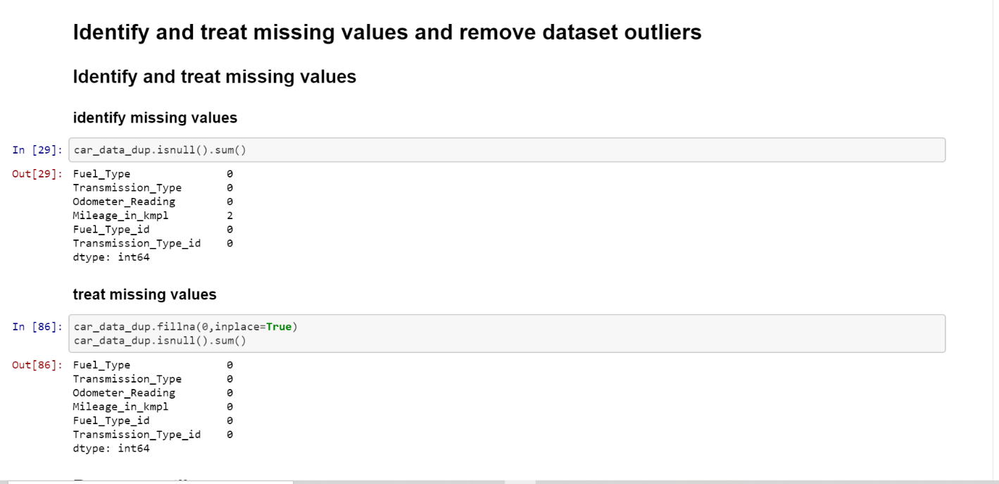 Identify and treat missing values and remove dataset outliers
Identify and treat missing values
identify missing values
In [29]: car_data_dup.isnull().sum()
Out[29]: Fuel_Type 0
Transmission_Type 0
Odometer_Reading 0
Mileage_in_kmpl 2
Fuel_Type_id 0
Transmission_Type_id 0
dtype: int64
treat missing values
In [86]: car_data_dup.fillna(0,inplace=True)
car_data_dup.isnull().sum()
Out[86]: Fuel_Type 0
Transmission_Type 0
Odometer_Reading 0
Mileage_in_kmpl 0
Fuel_Type_id 0
Transmission_Type_id 0
dtype: int64